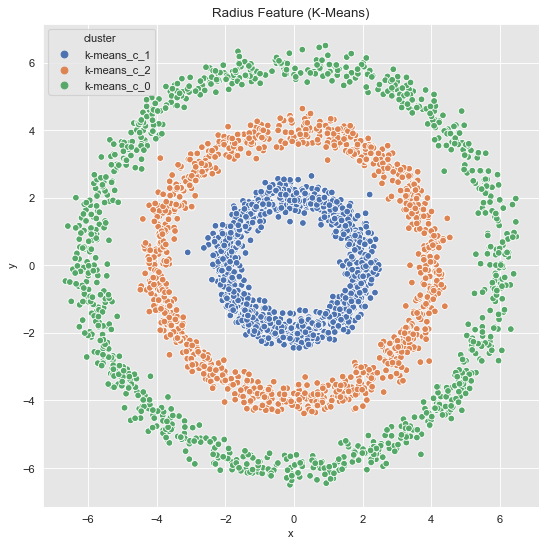 Radius Feature (K-Means)
cluster
k-means_c_1
k-means_c_2
k-means_c_0
6
4
2
0
−2
−4
−6
y
−6 −4 −2 0 2 4 6
x